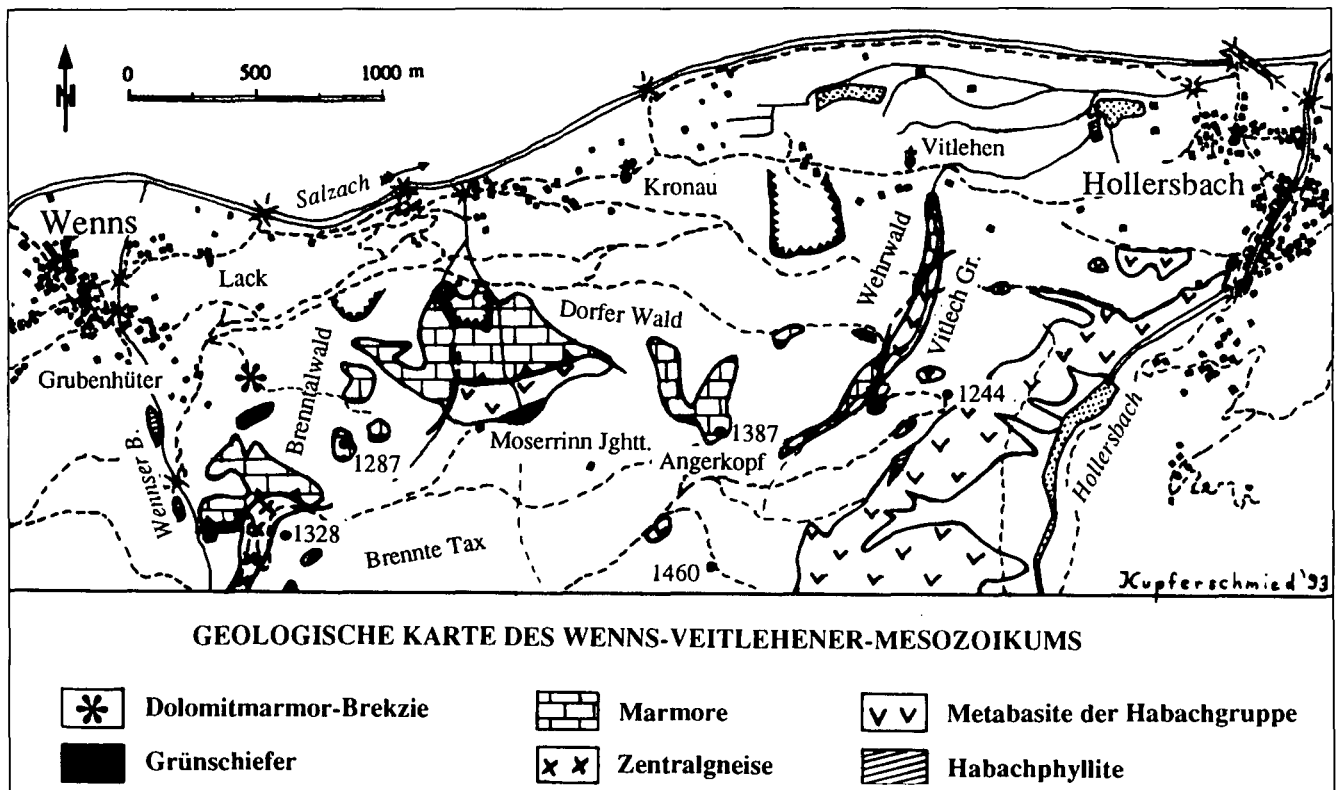 N
0 500 1000 m
Salzach
Vitlehen
Kronau
Hollersbach
Wenns
Lack
Wehrwald
Vitlech Gr.
Dorfer Wald
Grubenhüter
Brenntalwald
1244
Moserrinn Jghtt.
1387
Angerkopf
1287
Wennser B.
Hollersbach
1328
Brennte Tax
1460
Kupferschmied '93
GEOLOGISCHE KARTE DES WENNS-VEITLEHENER-MESOZOIKUMS
Dolomitmarmor-Brekzie
Marmore
Metabasite der Habachgruppe
Grünschiefer
Zentralgneise
Habachphyllite